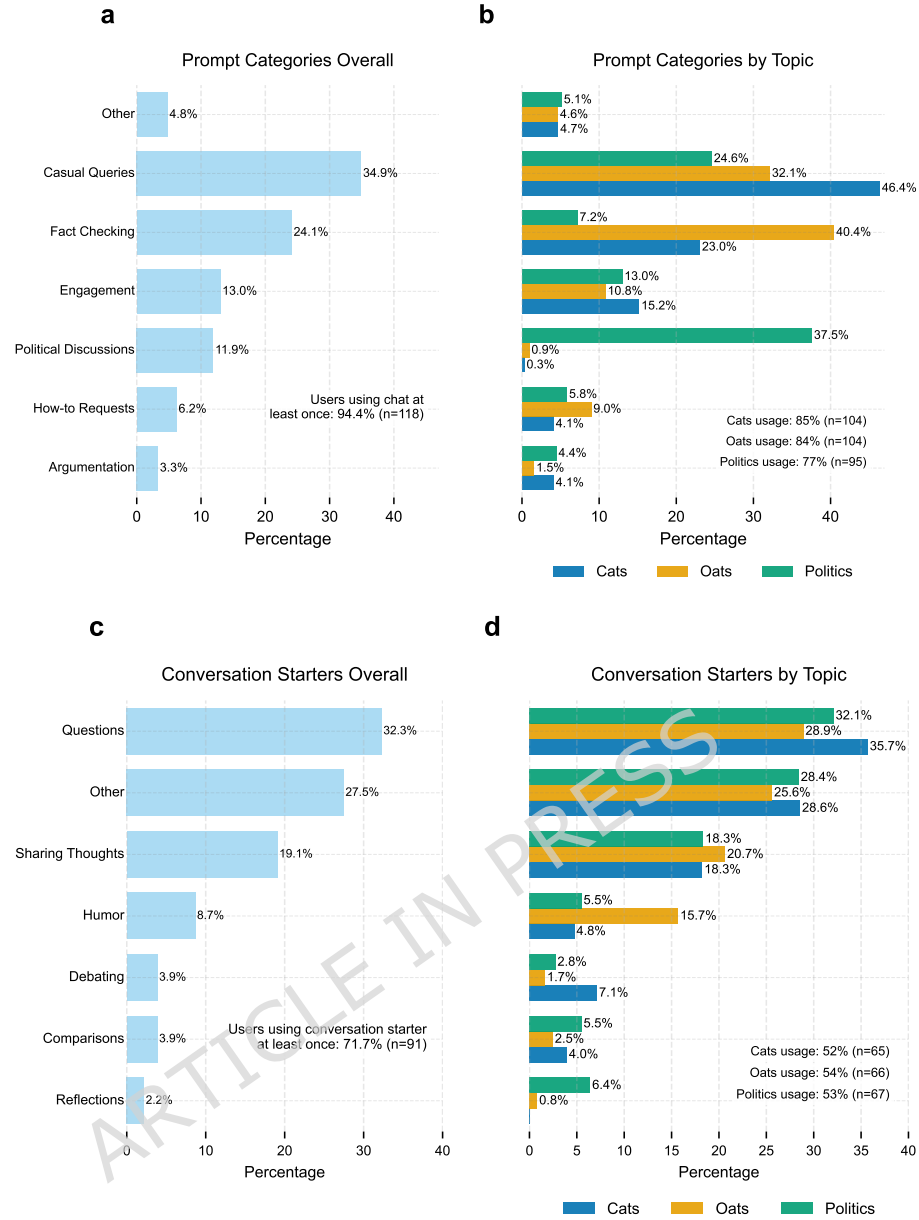 a
Prompt Categories Overall
Other
4.8%
Casual Queries
34.9%
Fact Checking
24.1%
Engagement
13.0%
Political Discussions
11.9%
How-to Requests
6.2%
Users using chat at
least once: 94.4% (n=118)
Argumentation
3.3%
0 10 20 30 40
Percentage
b
Prompt Categories by Topic
5.1%
4.6%
4.7%
24.6%
32.1%
46.4%
7.2%
40.4%
23.0%
13.0%
10.8%
15.2%
37.5%
0.9%
0.3%
5.8%
9.0%
4.1%
Cats usage: 85% (n=104)
Oats usage: 84% (n=104)
Politics usage: 77% (n=95)
4.4%
1.5%
4.1%
0 10 20 30 40
Percentage
Cats Oats Politics
c
Conversation Starters Overall
Questions
32.3%
Other
27.5%
Sharing Thoughts
19.1%
Humor
8.7%
Debating
3.9%
Comparisons
3.9%
Users using conversation starter
at least once: 71.7% (n=91)
Reflections
2.2%
0 10 20 30 40
Percentage
d
Conversation Starters by Topic
32.1%
28.9%
35.7%
28.4%
25.6%
28.6%
18.3%
20.7%
18.3%
5.5%
15.7%
4.8%
2.8%
1.7%
7.1%
5.5%
2.5%
4.0%
Cats usage: 52% (n=65)
Oats usage: 54% (n=66)
Politics usage: 53% (n=67)
6.4%
0.8%
0 5 10 15 20 25 30 35 40
Percentage
Cats Oats Politics
ARTICLE IN PRESS